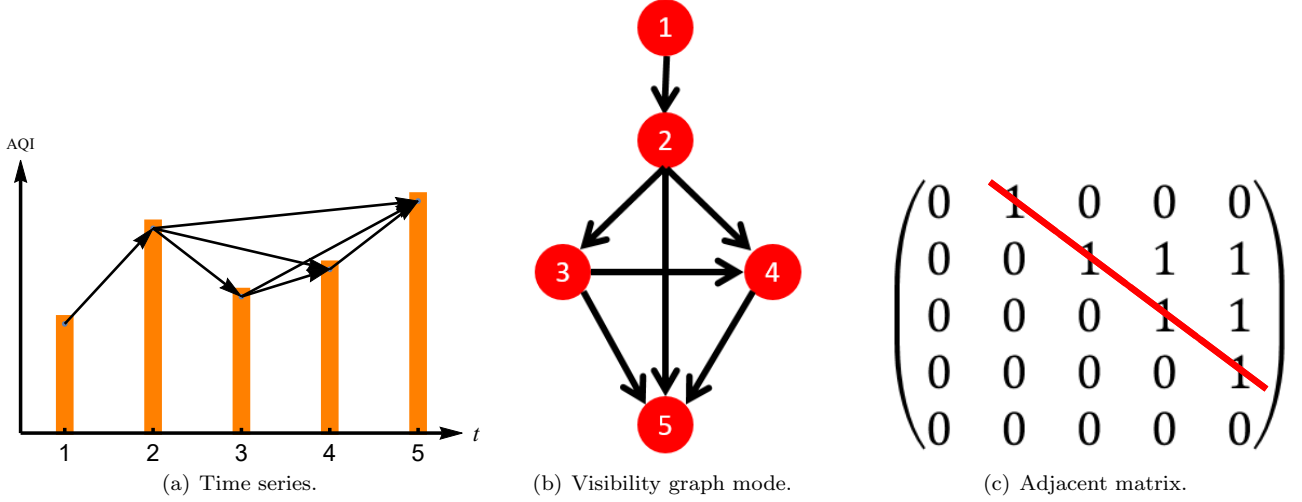 AQI
t
1 2 3 4 5
(a) Time series.
1
2
3 4
5
(b) Visibility graph mode.
0 1 0 0 0
0 0 1 1 1
0 0 0 1 1
0 0 0 0 1
0 0 0 0 0
(c) Adjacent matrix.